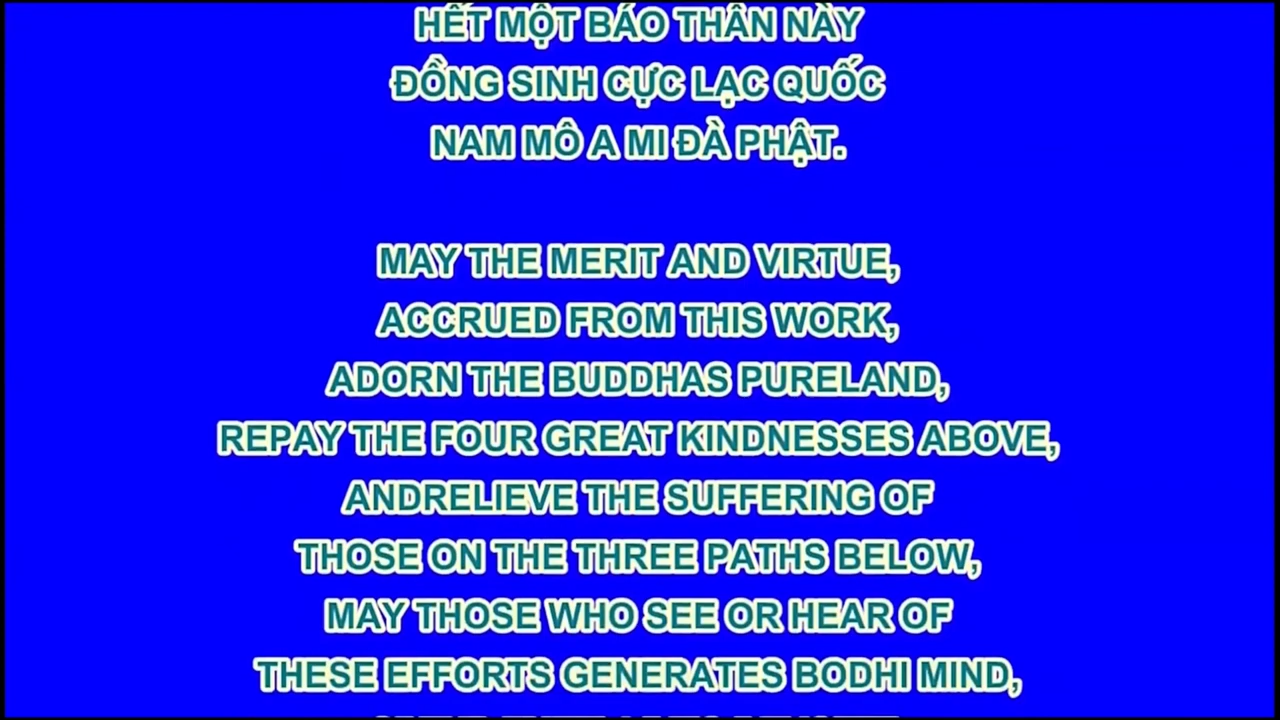 HẾT MỘT BÁO THÂN NÀY
ĐỒNG SINH CỰC LẠC QUỐC
NAM MÔ A MI ĐÀ PHẬT.
MAY THE MERIT AND VIRTUE,
ACCRUED FROM THIS WORK,
ADORN THE BUDDHAS PURELAND,
REPAY THE FOUR GREAT KINDNESSES ABOVE,
ANDRELIEVE THE SUFFERING OF
THOSE ON THE THREE PATHS BELOW,
MAY THOSE WHO SEE OR HEAR OF
THESE EFFORTS GENERATES BODHI MIND,